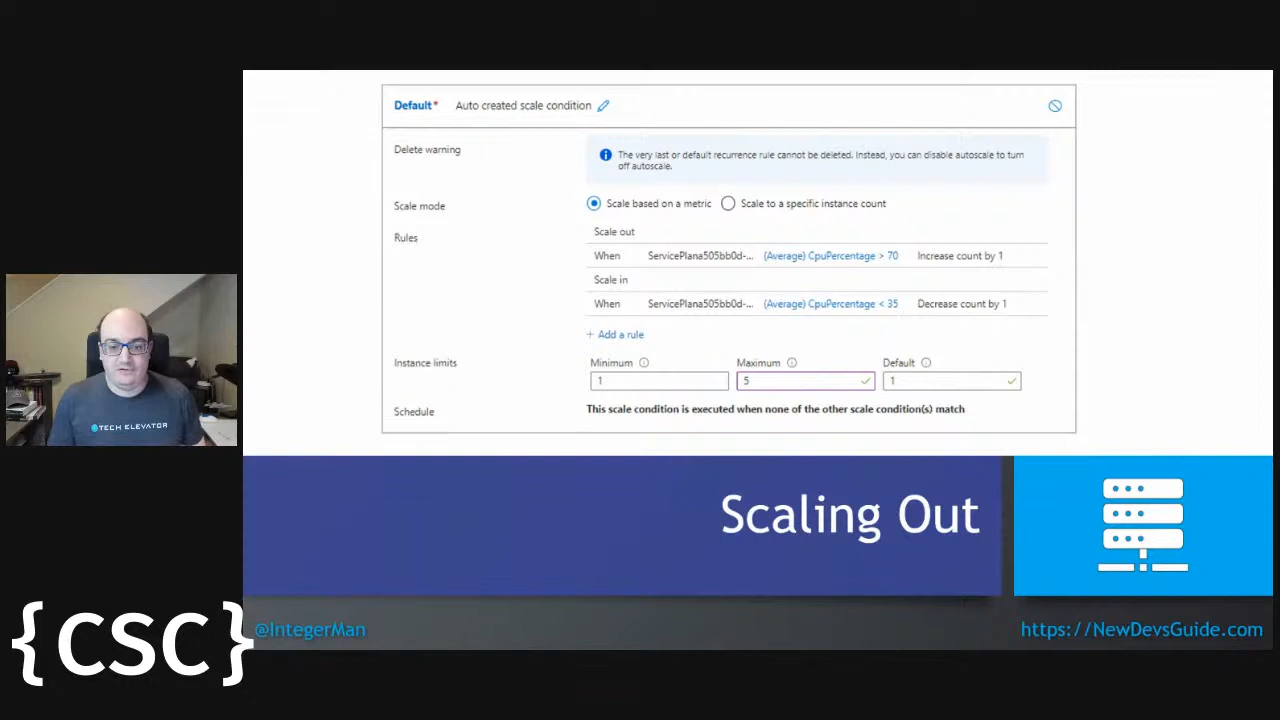 Default* Auto created scale condition
Delete warning
The very last or default recurrence rule cannot be deleted. Instead, you can disable autoscale to turn
off autoscale.
Scale mode
Scale based on a metric Scale to a specific instance count
Rules
Scale out
When ServicePlana505bb0d-... (Average) CpuPercentage > 70 Increase count by 1
Scale in
When ServicePlana505bb0d-... (Average) CpuPercentage < 35 Decrease count by 1
+ Add a rule
Instance limits
Minimum Maximum Default
1 5 1
Schedule
This scale condition is executed when none of the other scale condition(s) match
TECH ELEVATOR
Scaling Out
{CSC}
@IntegerMan
https://NewDevsGuide.com